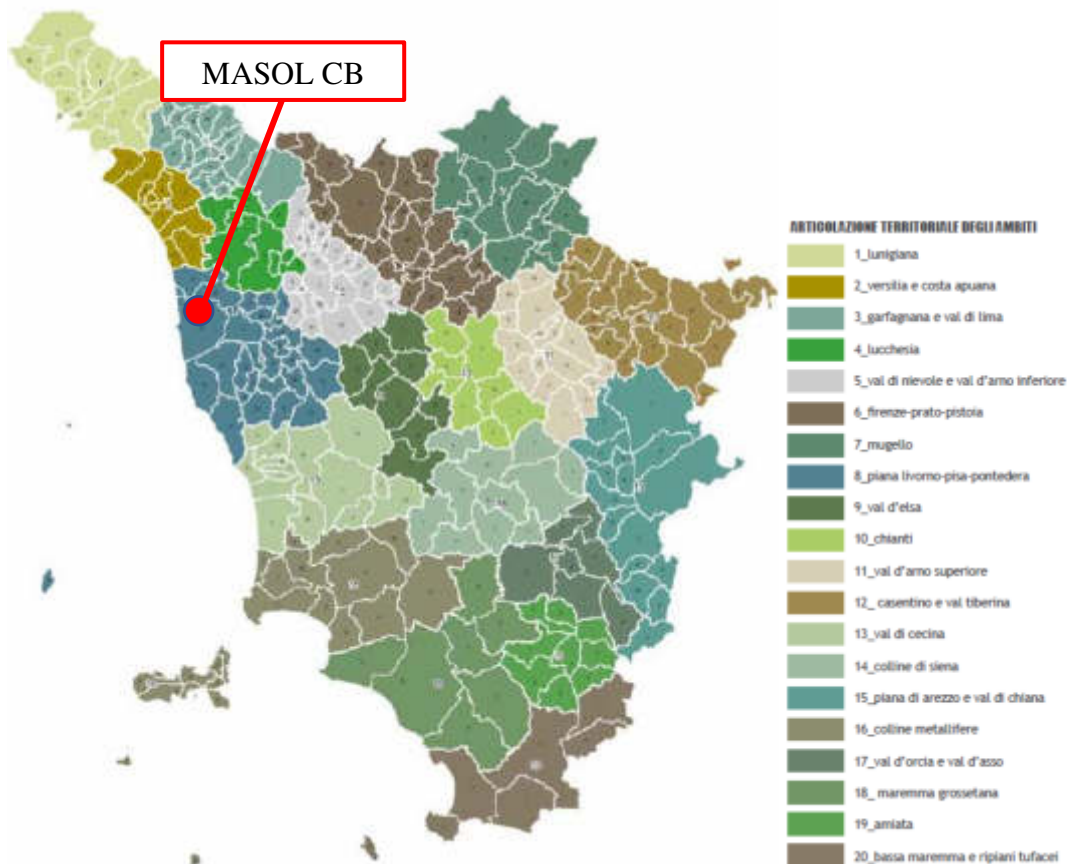 MASOL CB
ARTICOLAZIONE TERRITORIALE DEGLI AMBITI
1_lunigiana
2_versilia e costa apuana
3_garfagnana e val di lima
4_lucchesia
5_val di nievole e val d'arno inferiore
6_firenze-prato-pistoia
7_mugello
8_piana livorno-pisa-pontedera
9_val d'elsa
10_chianti
11_val d'arno superiore
12_ casentino e val tiberina
13_val di cecina
14_colline di siena
15_piana di arezzo e val di chiana
16_colline metallifere
17_val d'orcia e val d'asso
18_ maremma grossetana
19_amiata
20_bassa maremma e ripiani tufacei